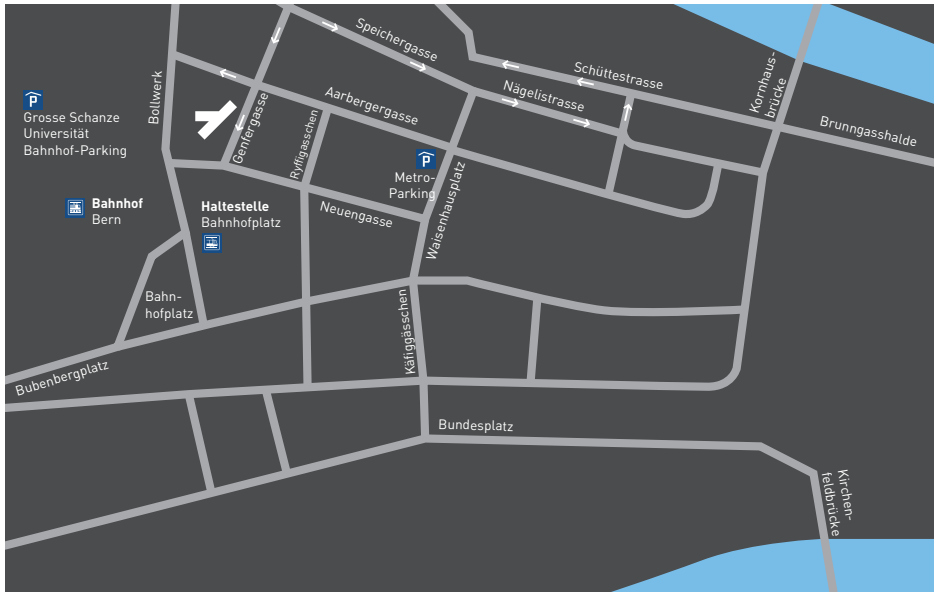 Speichergasse
Schüttestrasse
Kornhaus-
brücke
Bollwerk
P
Grosse Schanze
Universität
Bahnhof-Parking
Genfergasse
Aarbergergasse
Ryffigässchen
Nägelistrasse
Brunngasshalde
P
Metro-
Parking
Waisenhausplatz
Bahnhof
Bern
Haltestelle
Bahnhofplatz
Neuengasse
Bahn-
hofplatz
Käfiggässchen
Bubenbergplatz
Bundesplatz
Kirchen-
feldbrücke